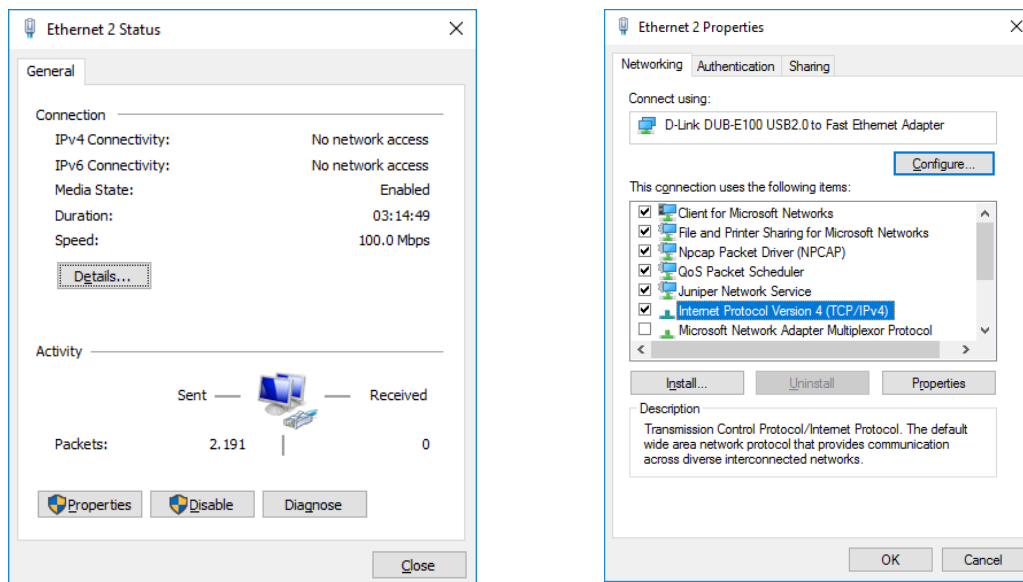 Ethernet 2 Status
General
Connection
IPv4 Connectivity: No network access
IPv6 Connectivity: No network access
Media State: Enabled
Duration: 03:14:49
Speed: 100.0 Mbps
Details...
Activity
Sent Received
Packets: 2.191 0
Properties Disable Diagnose
Close
Ethernet 2 Properties
Networking Authentication Sharing
Connect using:
D-Link DUB-E100 USB2.0 to Fast Ethernet Adapter
Configure...
This connection uses the following items:
Client for Microsoft Networks
File and Printer Sharing for Microsoft Networks
Npcap Packet Driver (NPCAP)
QoS Packet Scheduler
Juniper Network Service
Internet Protocol Version 4 (TCP/IPv4)
Microsoft Network Adapter Multiplexor Protocol
Install... Uninstall Properties
Description
Transmission Control Protocol/Internet Protocol. The default
wide area network protocol that provides communication
across diverse interconnected networks.
OK Cancel